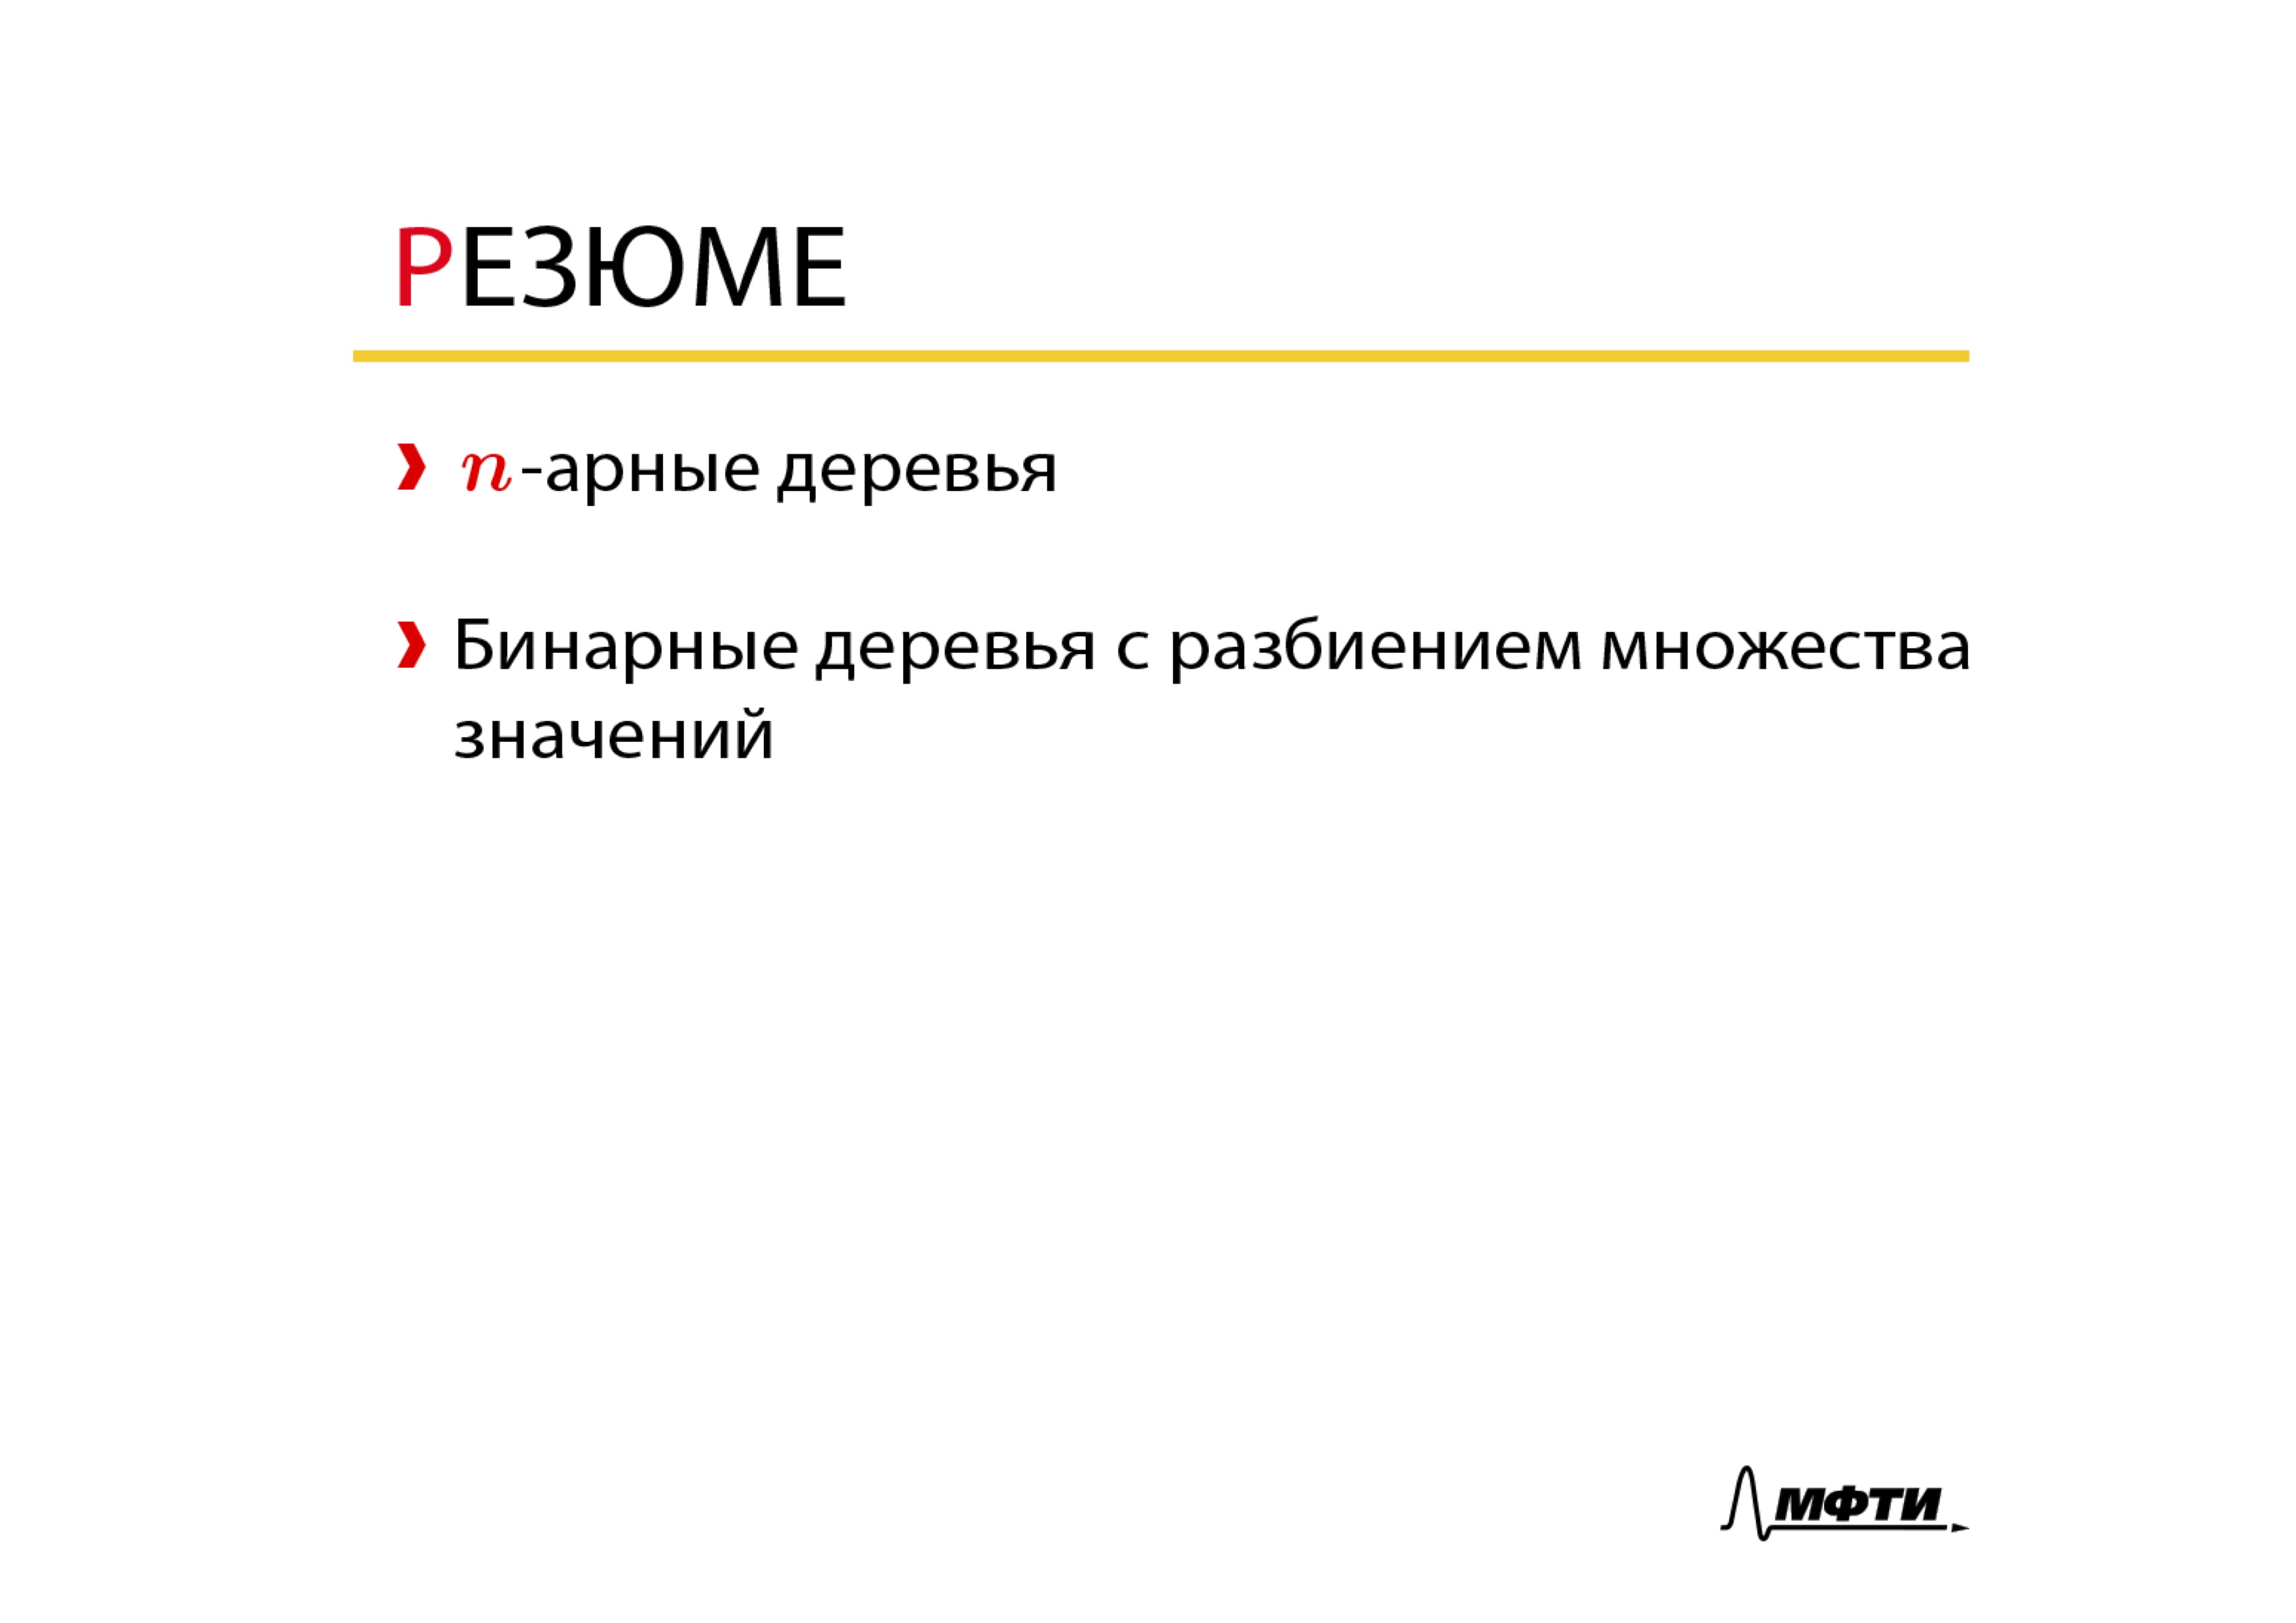 РЕЗЮМЕ
n-арные деревья
Бинарные деревья с разбиением множества
значений
МФТИ